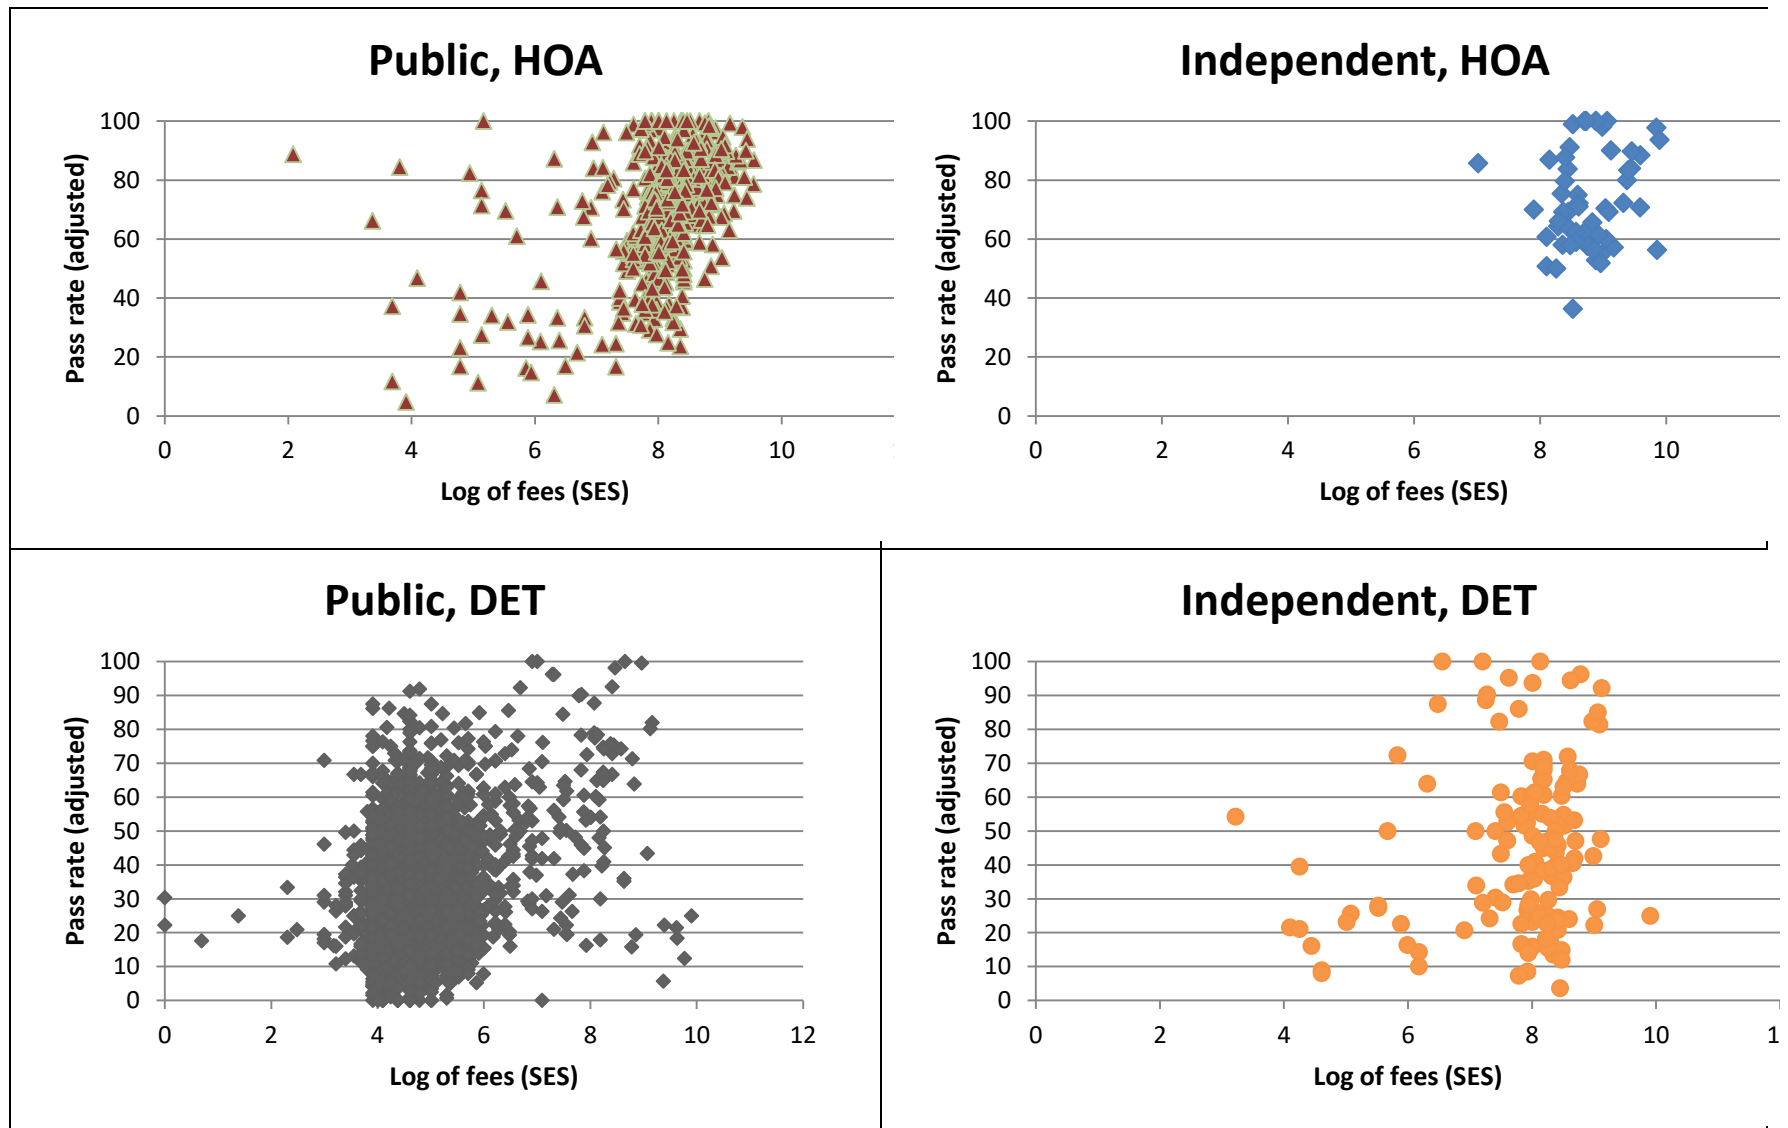 Public, HOA
100
80
60
40
20
0
0 2 4 6 8 10
Pass rate (adjusted)
Log of fees (SES)
Independent, HOA
100
80
60
40
20
0
0 2 4 6 8 10
Pass rate (adjusted)
Log of fees (SES)
Public, DET
100
90
80
70
60
50
40
30
20
10
0
0 2 4 6 8 10 12
Pass rate (adjusted)
Log of fees (SES)
Independent, DET
100
90
80
70
60
50
40
30
20
10
0
0 2 4 6 8 10 1
Pass rate (adjusted)
Log of fees (SES)